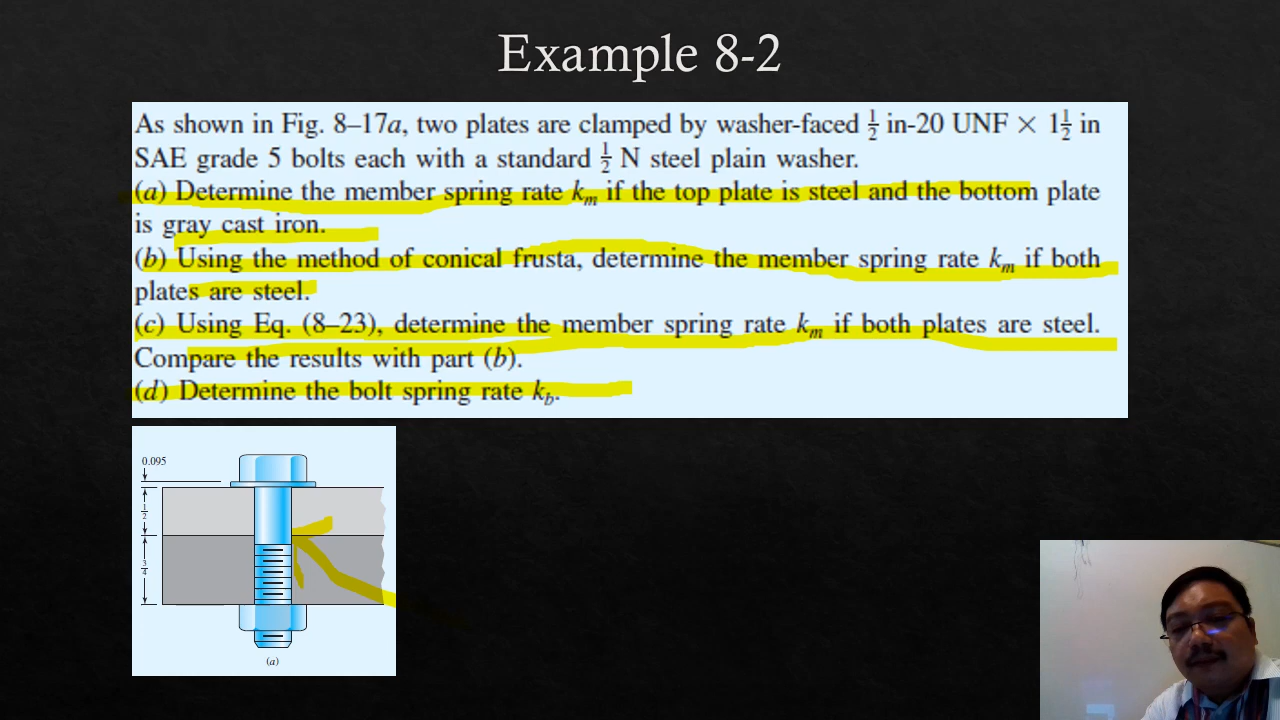 Example 8-2
As shown in Fig. 8–17a, two plates are clamped by washer-faced ½ in-20 UNF × 1½ in
SAE grade 5 bolts each with a standard ½ N steel plain washer.
(a) Determine the member spring rate kₘ if the top plate is steel and the bottom plate
is gray cast iron.
(b) Using the method of conical frusta, determine the member spring rate kₘ if both
plates are steel.
(c) Using Eq. (8–23), determine the member spring rate kₘ if both plates are steel.
Compare the results with part (b).
(d) Determine the bolt spring rate k_b.
0.095
½
¾
(a)